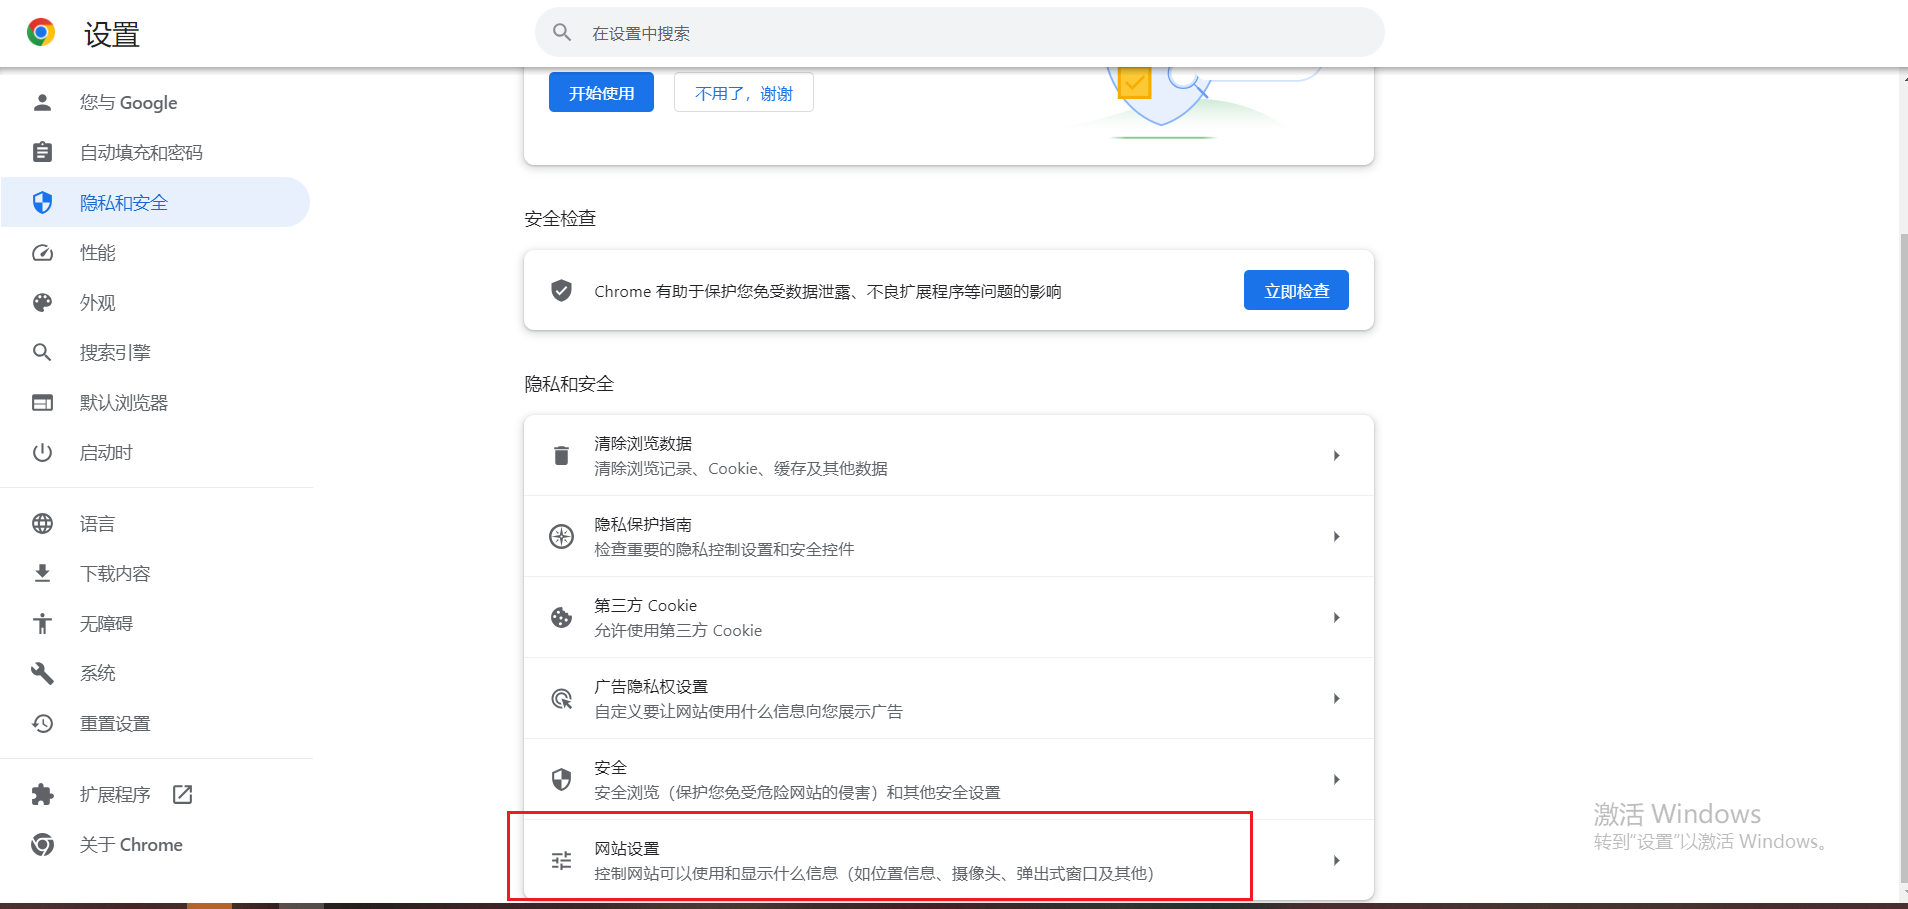 设置
在设置中搜索
您与 Google
自动填充和密码
隐私和安全
性能
外观
搜索引擎
默认浏览器
启动时
语言
下载内容
无障碍
系统
重置设置
扩展程序
关于 Chrome
开始使用
不用了，谢谢
安全检查
Chrome 有助于保护您免受数据泄露、不良扩展程序等问题的影响
立即检查
隐私和安全
清除浏览数据
清除浏览记录、Cookie、缓存及其他数据
隐私保护指南
检查重要的隐私控制设置和安全控件
第三方 Cookie
允许使用第三方 Cookie
广告隐私权设置
自定义要让网站使用什么信息向您展示广告
安全
安全浏览（保护您免受危险网站的侵害）和其他安全设置
网站设置
控制网站可以使用和显示什么信息（如位置信息、摄像头、弹出式窗口及其他）
激活 Windows
转到“设置”以激活 Windows。